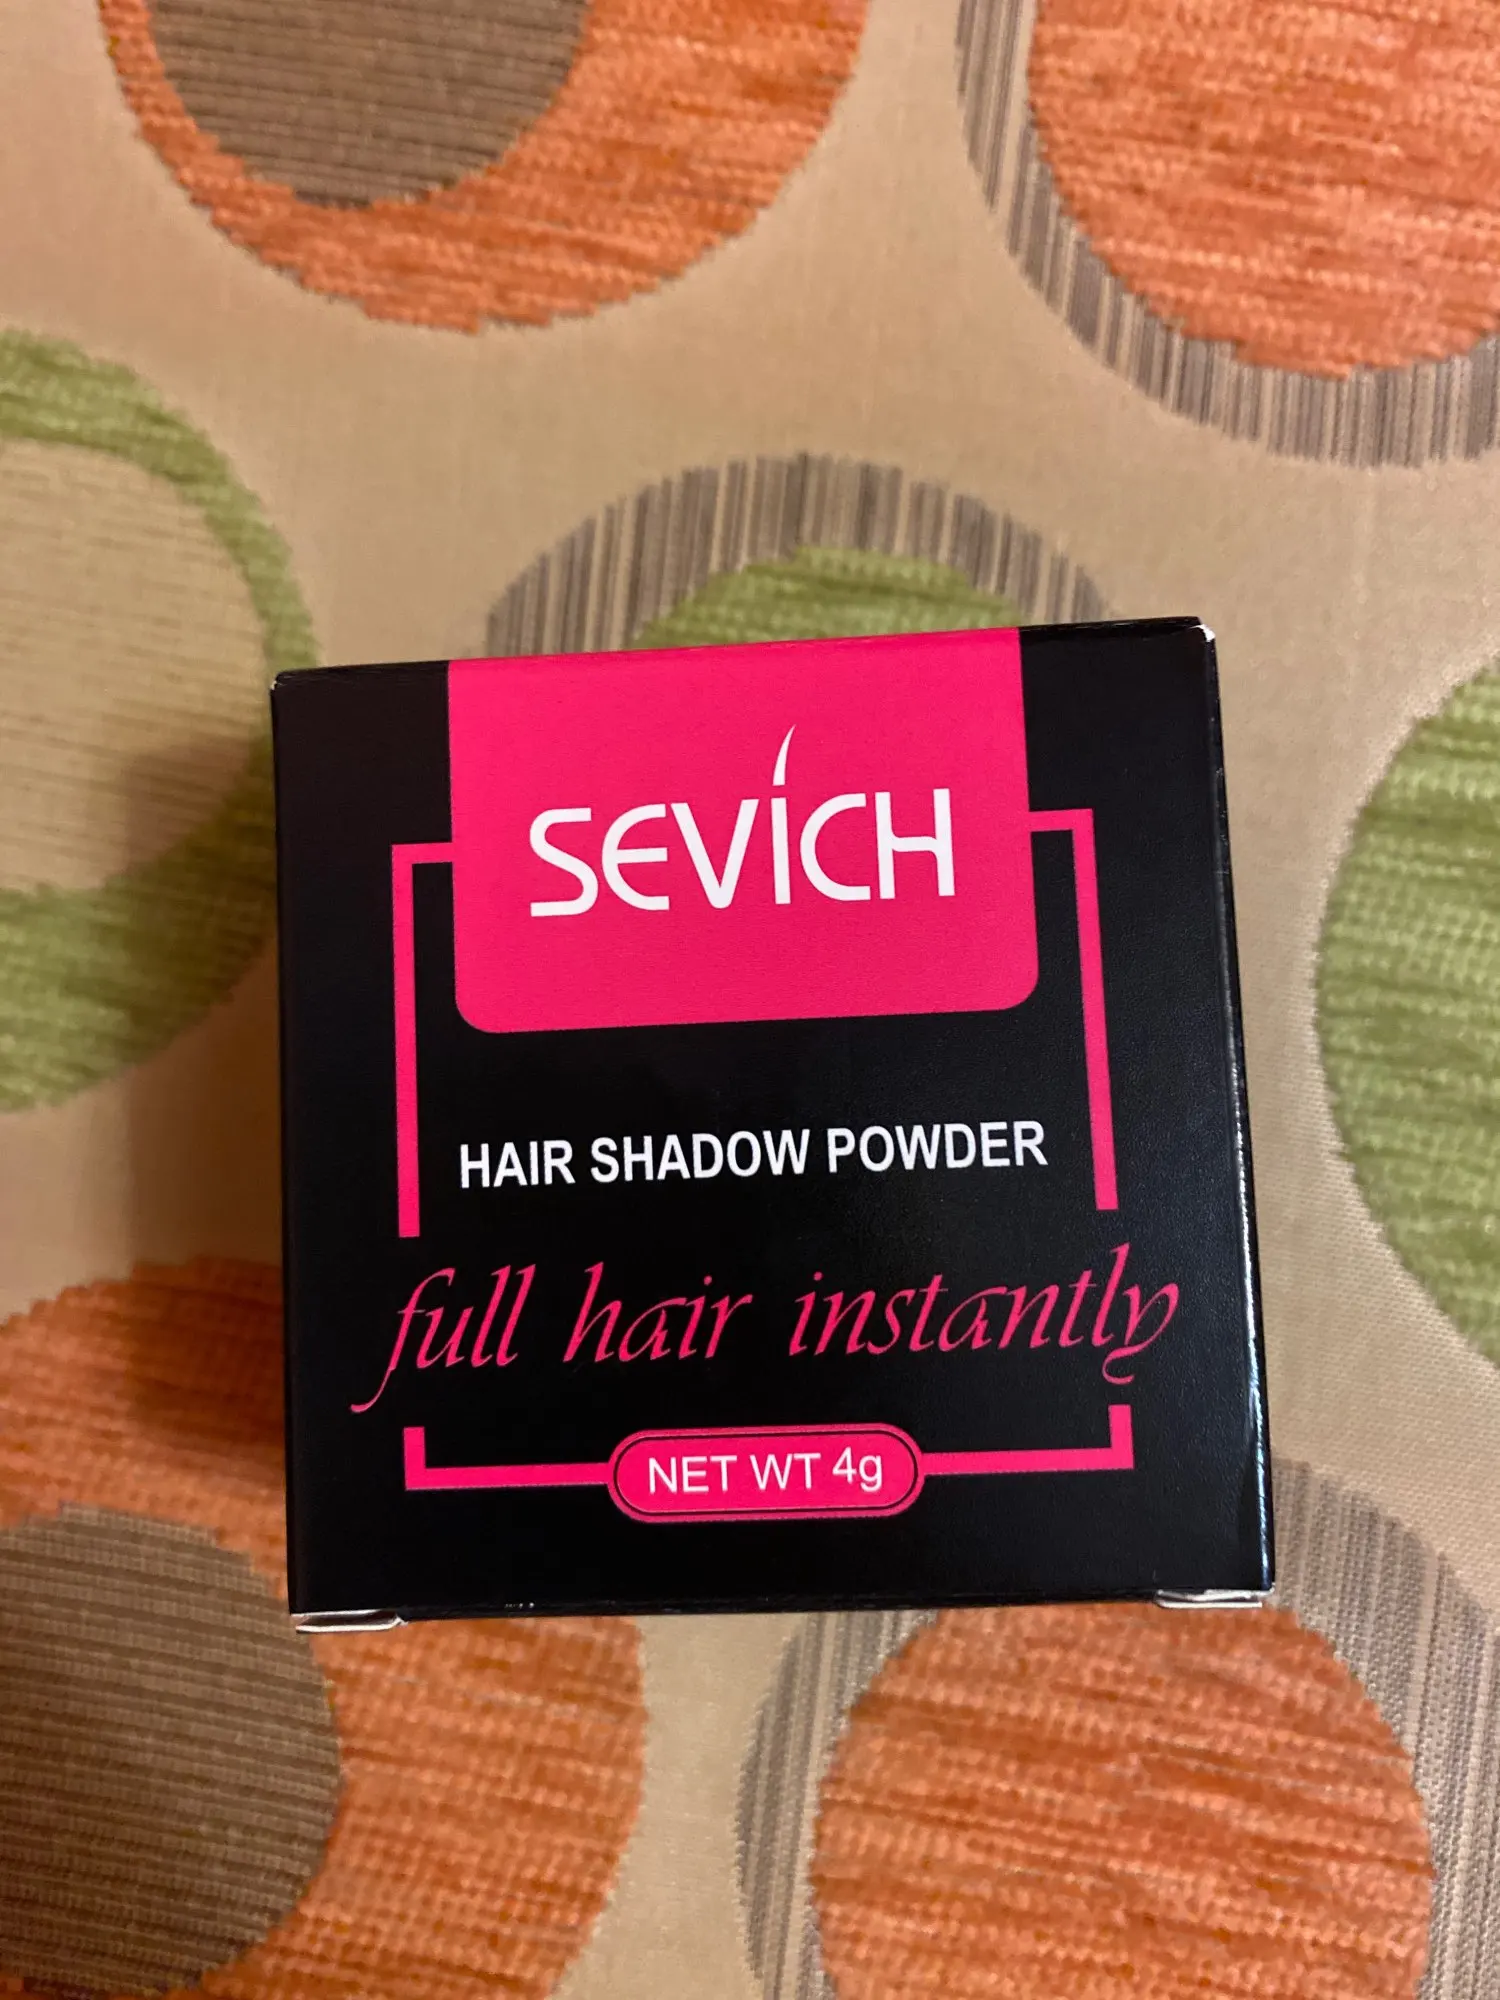 SEVICH
HAIR SHADOW POWDER
full hair instantly
NET WT 4g